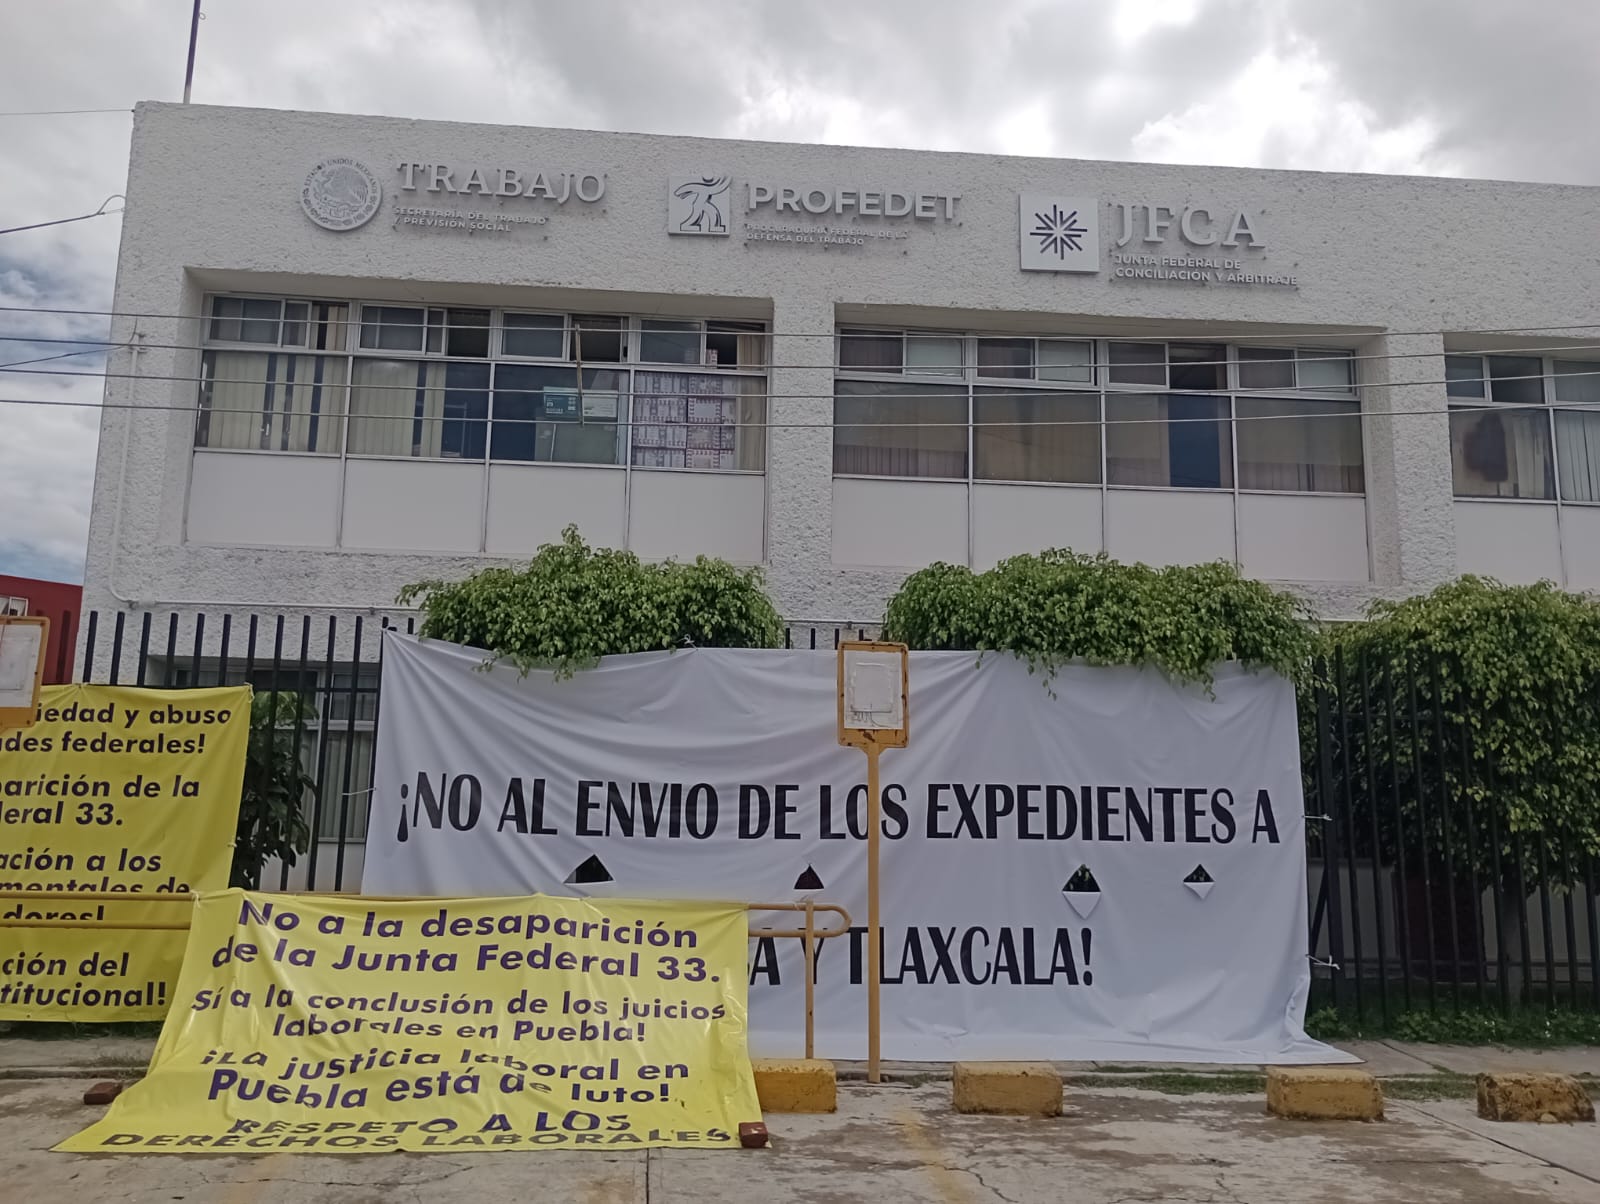 ESTADOS UNIDOS MEXICANOS
TRABAJO
SECRETARÍA DEL TRABAJO
Y PREVISIÓN SOCIAL
PROFEDET
PROCURADURÍA FEDERAL DE LA
DEFENSA DEL TRABAJO
JFCA
JUNTA FEDERAL DE
CONCILIACIÓN Y ARBITRAJE
iedad y abuso
ades federales!
parición de la
deral 33.
ación a los
mentales de
dores!
ción del
titucional!
¡NO AL ENVIO DE LOS EXPEDIENTES A
A Y TLAXCALA!
No a la desaparición
de la Junta Federal 33.
Sí a la conclusión de los juicios
laborales en Puebla!
¡La justicia laboral en
Puebla está de luto!
RESPETO A LOS
DERECHOS LABORALES